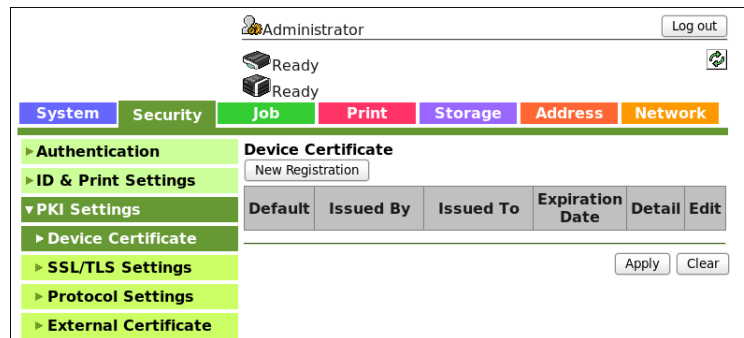 Administrator
Log out
Ready
Ready
System
Security
Job
Print
Storage
Address
Network
Authentication
ID & Print Settings
PKI Settings
Device Certificate
SSL/TLS Settings
Protocol Settings
External Certificate
Device Certificate
New Registration
Default
Issued By
Issued To
Expiration
Date
Detail
Edit
Apply
Clear